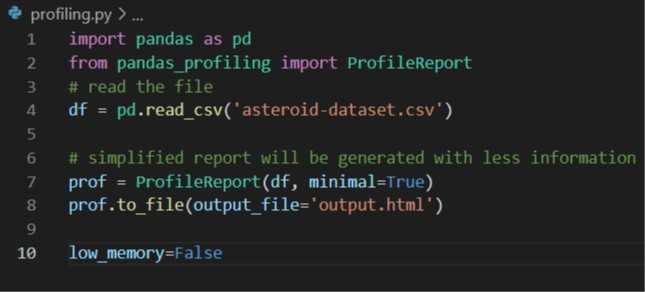 profiling.py > ...
1 import pandas as pd
2 from pandas_profiling import ProfileReport
3 # read the file
4 df = pd.read_csv('asteroid-dataset.csv')
5
6 # simplified report will be generated with less information
7 prof = ProfileReport(df, minimal=True)
8 prof.to_file(output_file='output.html')
9
10 low_memory=False